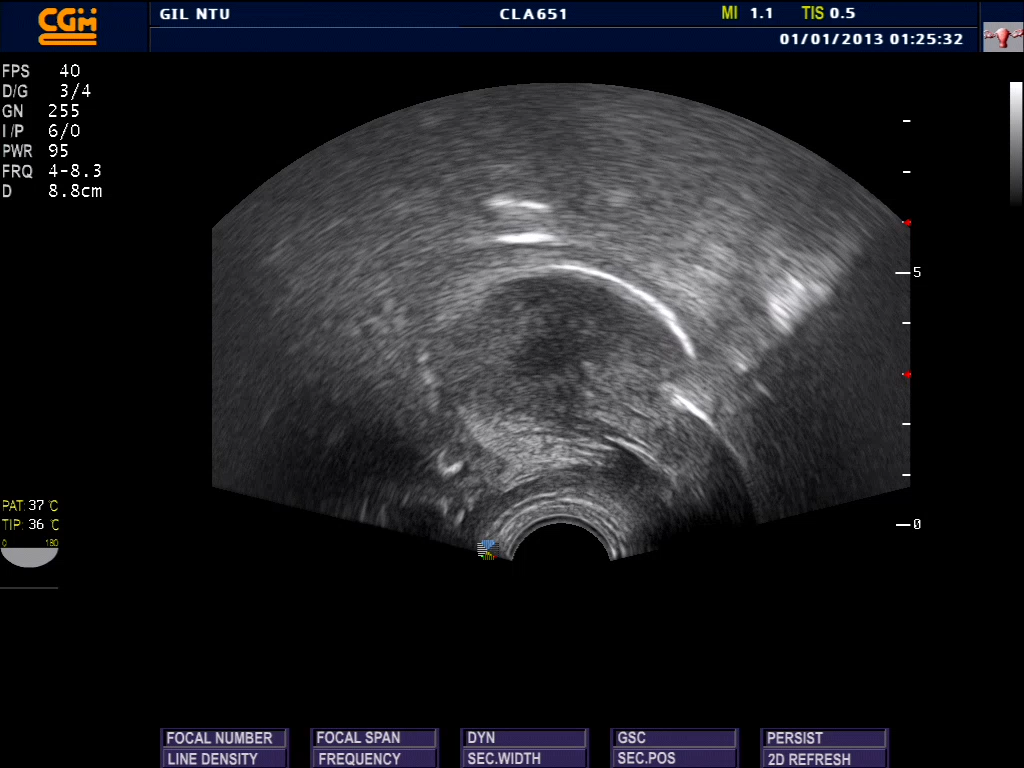 CGM
GIL NTU CLA651 MI 1.1 TIS 0.5
01/01/2013 01:25:32
FPS 40
D/G 3/4
GN 255
I/P 6/0
PWR 95
FRQ 4-8.3
D 8.8cm
5
PAT: 37 °C
TIP: 36 °C
0 180
0
FOCAL NUMBER FOCAL SPAN DYN GSC PERSIST
LINE DENSITY FREQUENCY SEC.WIDTH SEC.POS 2D REFRESH